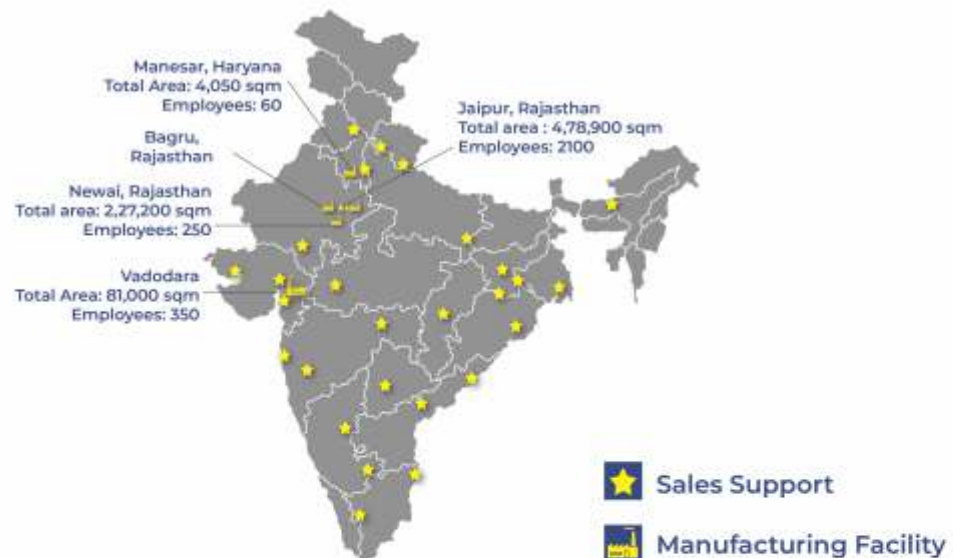 Manesar, Haryana
Total Area: 4,050 sqm
Employees: 60
Jaipur, Rajasthan
Total area : 4,78,900 sqm
Employees: 2100
Bagru,
Rajasthan
Newai, Rajasthan
Total area: 2,27,200 sqm
Employees: 250
Vadodara
Total Area: 81,000 sqm
Employees: 350
Sales Support
Manufacturing Facility